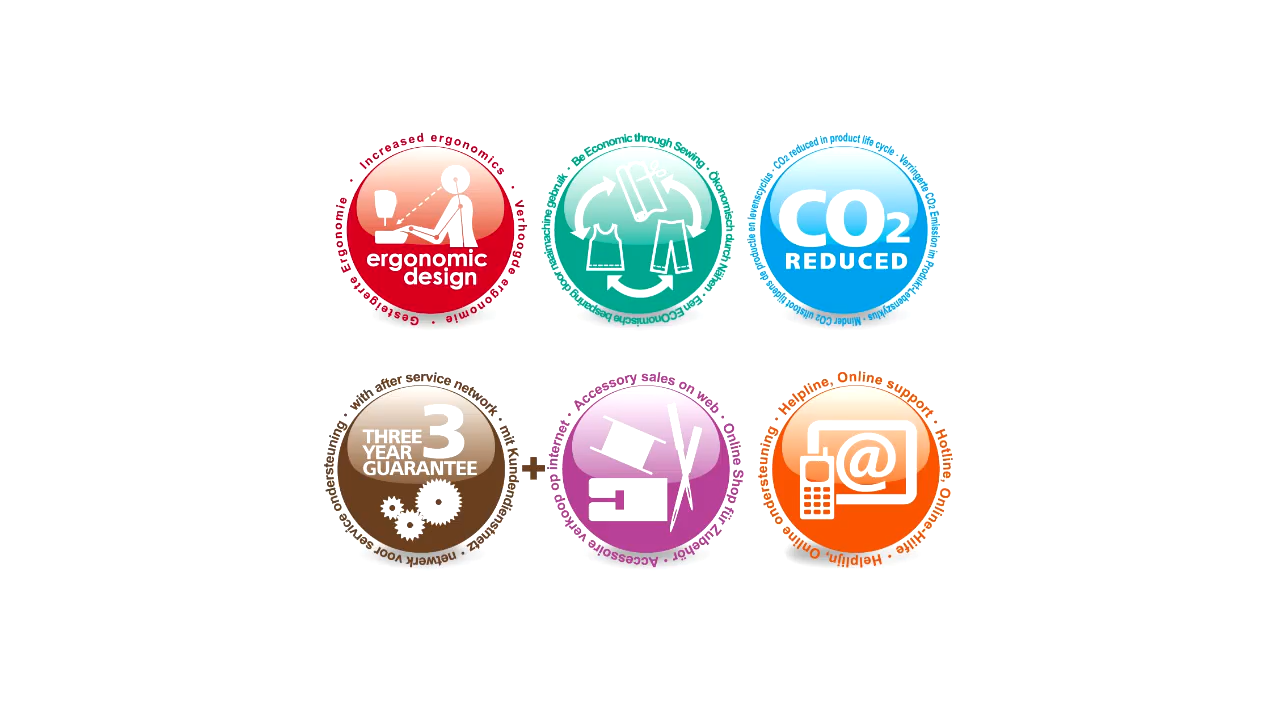 Increased ergonomics · Verhoogde ergonomie · Gesteigerte Ergonomie ·
ergonomic
design
Be Economic through Sewing · Ökonomisch durch Nähen · Een ECOnomische besparing door naaimachine gebruik ·
CO2 reduced in product life cycle · Verringerte CO2 Emission im Produkt-Lebenszyklus · Minder CO2 uitstoot tijdens de productie en levenscyclus ·
CO2
REDUCED
with after service network · mit Kundendienstnetz · netwerk voor service ondersteuning ·
THREE
YEAR
3
GUARANTEE
+
Accessory sales on web · Online Shop für Zubehör · Accessoire verkoop op internet ·
Helpline, Online support · Hotline, Online-Hilfe · Helplijn, Online ondersteuning ·
@